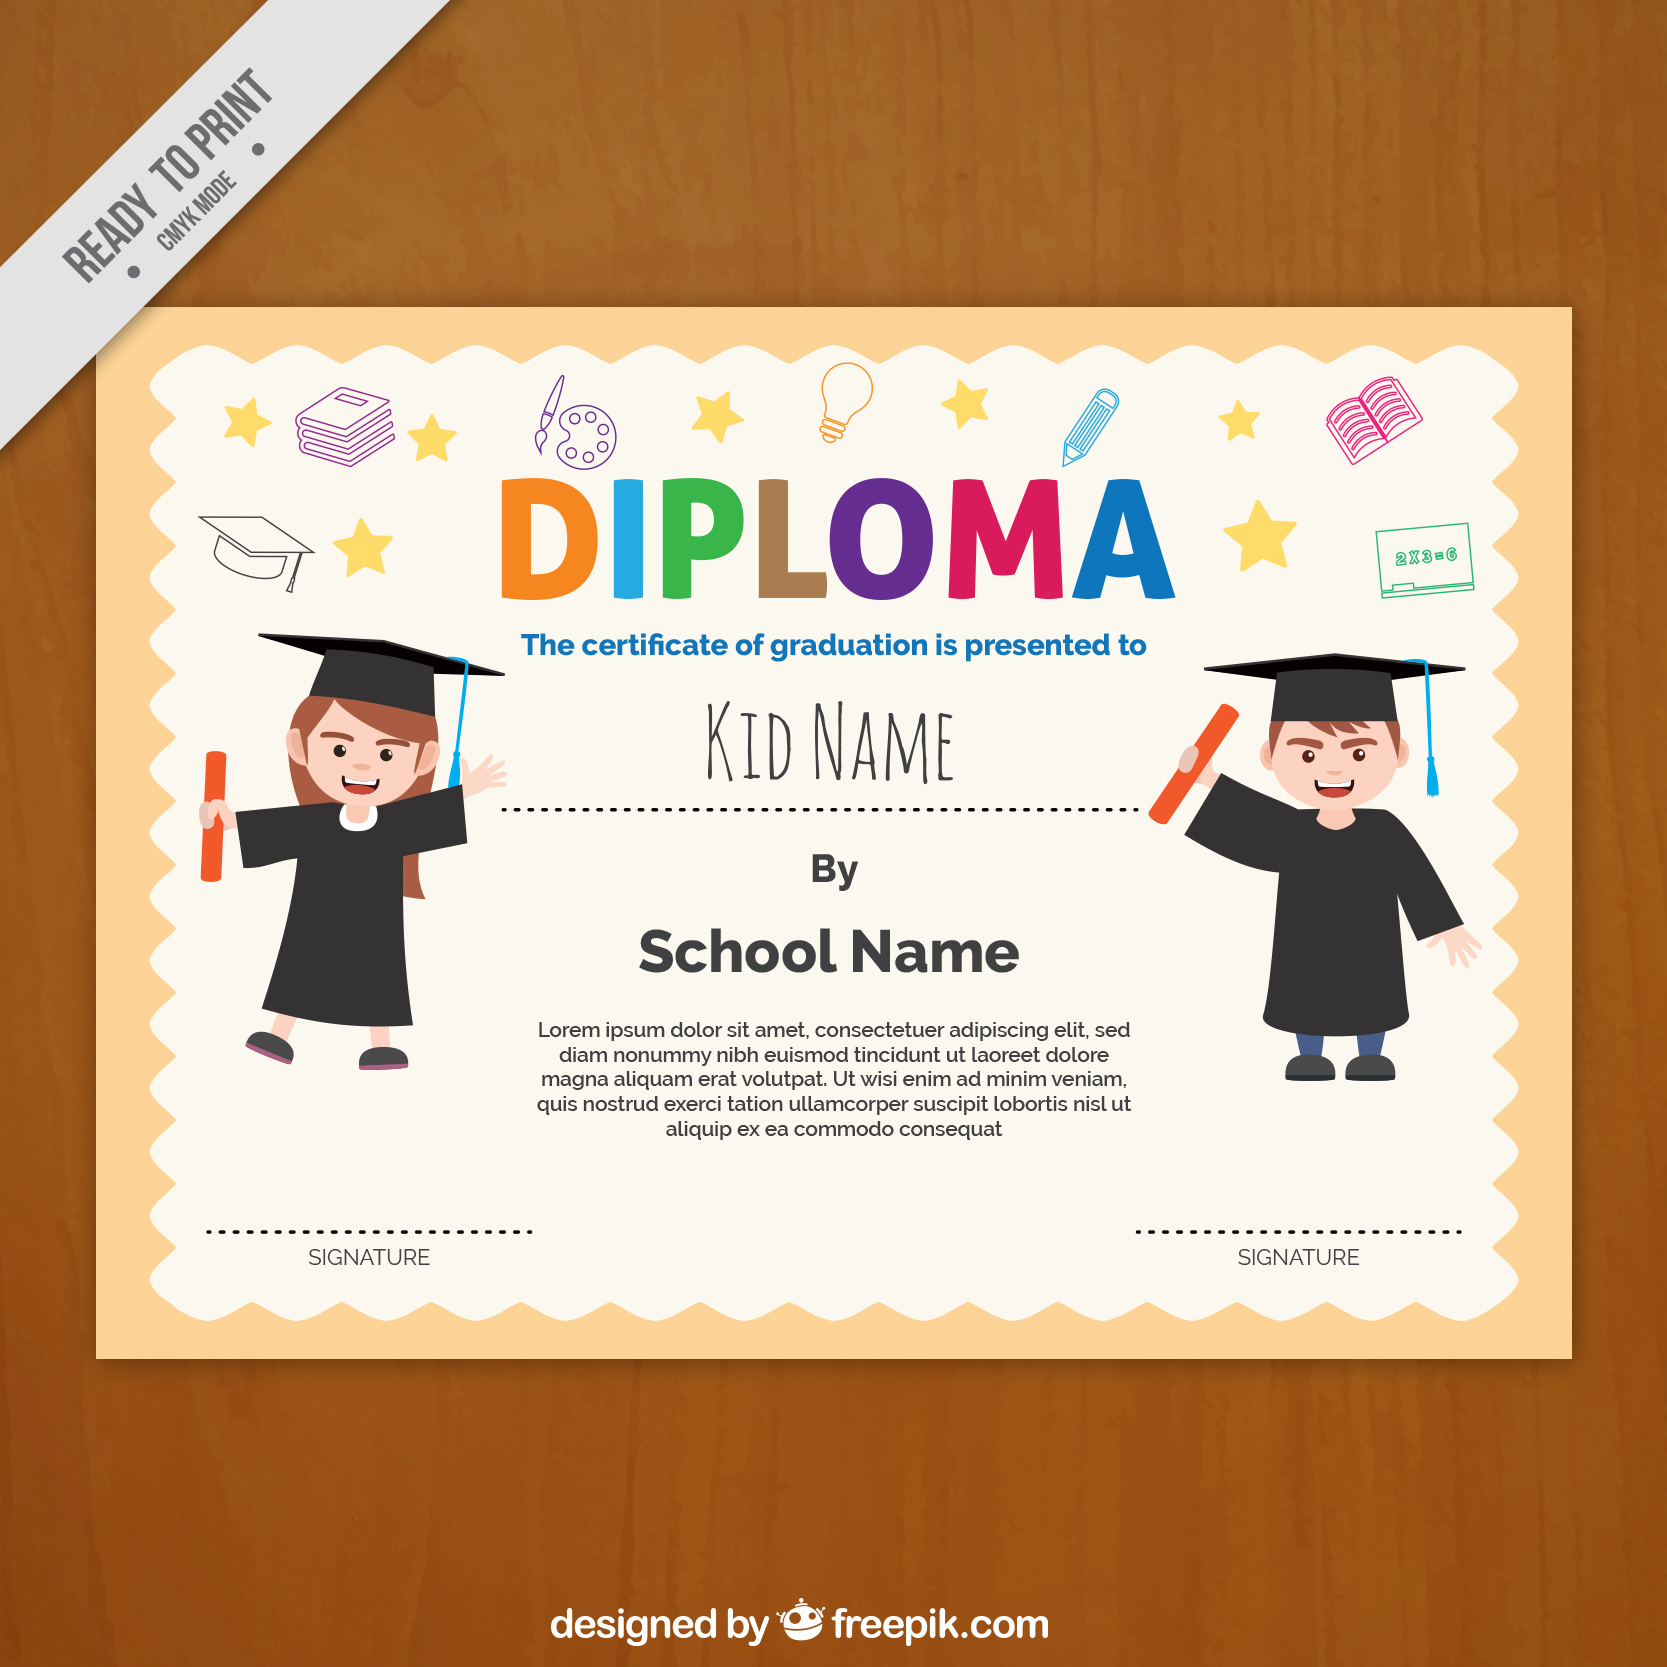 READY TO PRINT
• CMYK MODE •
2X3=6
DIPLOMA
The certificate of graduation is presented to
KID NAME
By
School Name
Lorem ipsum dolor sit amet, consectetuer adipiscing elit, sed
diam nonummy nibh euismod tincidunt ut laoreet dolore
magna aliquam erat volutpat. Ut wisi enim ad minim veniam,
quis nostrud exerci tation ullamcorper suscipit lobortis nisl ut
aliquip ex ea commodo consequat
SIGNATURE
SIGNATURE
designed by freepik.com